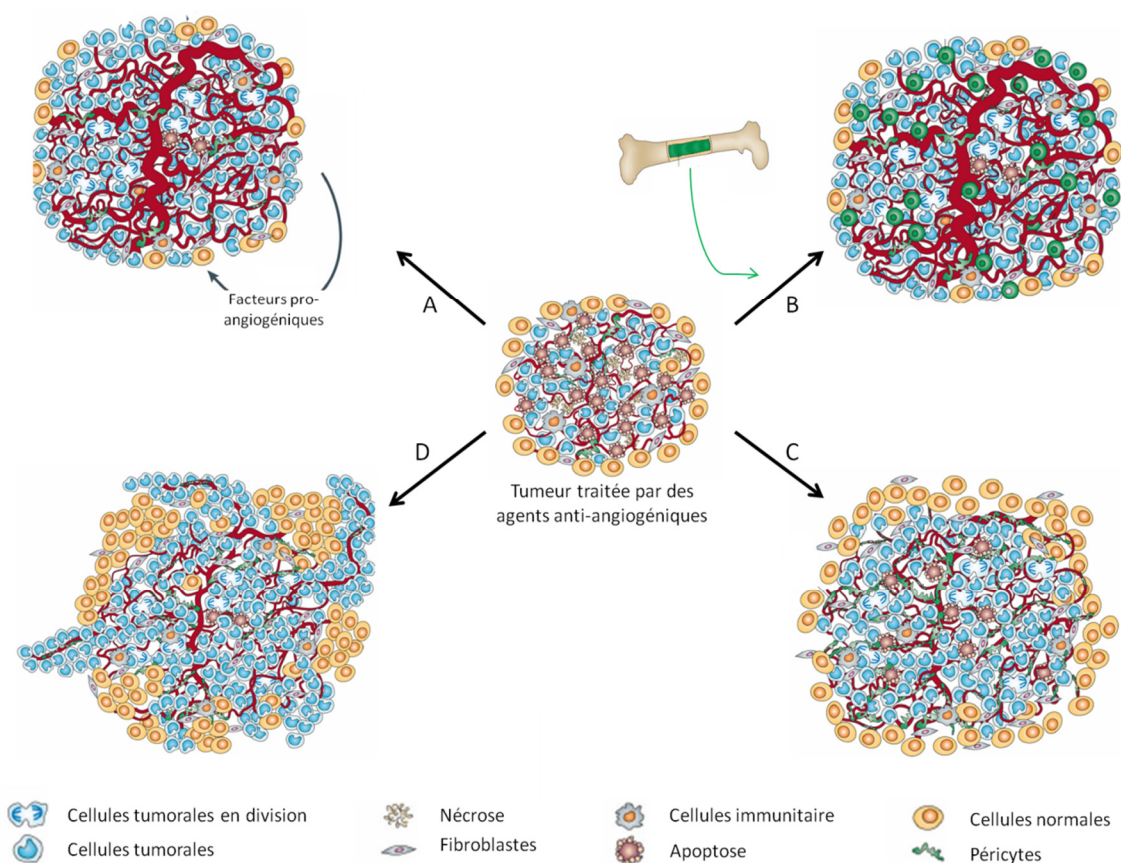 Facteurs pro-
angiogéniques
A
B
D
C
Tumeur traitée par des
agents anti-angiogéniques
Cellules tumorales en division
Nécrose
Cellules immunitaire
Cellules normales
Cellules tumorales
Fibroblastes
Apoptose
Péricytes